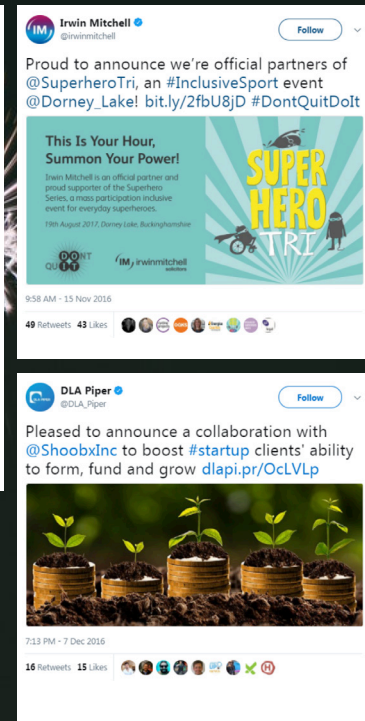 IM
Irwin Mitchell
@irwinmitchell
Follow
Proud to announce we're official partners of
@SuperheroTri, an #InclusiveSport event
@Dorney_Lake! bit.ly/2fbU8jD #DontQuitDoIt
This Is Your Hour,
Summon Your Power!
Irwin Mitchell is an official partner and
proud supporter of the Superhero
Series, a mass participation inclusive
event for everyday superheroes.
19th August 2017, Dorney Lake, Buckinghamshire
DON'T
QUIT
IM irwinmitchell
solutions
SUPER
HERO
TRI
9:58 AM - 15 Nov 2016
49 Retweets 43 Likes
DLA Piper
@DLA_Piper
Follow
Pleased to announce a collaboration with
@ShoobxInc to boost #startup clients' ability
to form, fund and grow dlapi.pr/OcLVLp
7:13 PM - 7 Dec 2016
16 Retweets 15 Likes